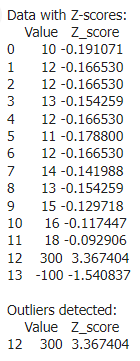 Data with Z-scores:
Value Z_score
0 10 -0.191071
1 12 -0.166530
2 12 -0.166530
3 13 -0.154259
4 12 -0.166530
5 11 -0.178800
6 12 -0.166530
7 14 -0.141988
8 13 -0.154259
9 15 -0.129718
10 16 -0.117447
11 18 -0.092906
12 300 3.367404
13 -100 -1.540837
Outliers detected:
Value Z_score
12 300 3.367404